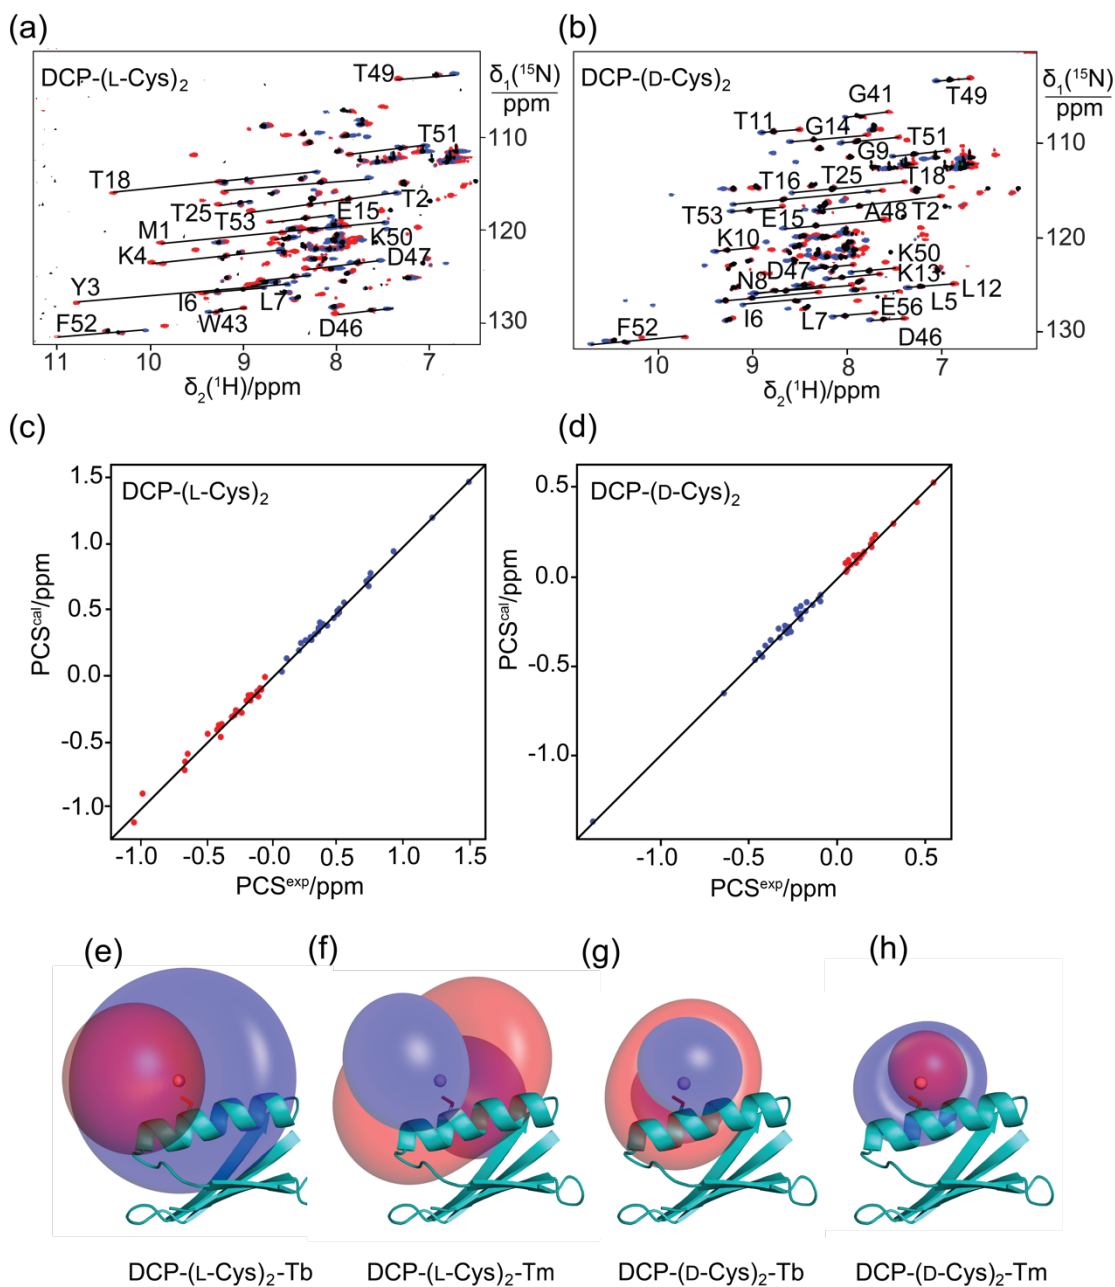 (a)
DCP-(L-Cys)₂
T49
T51
T18
T25
T53
T2
E15
M1
K4
K50
D47
Y3
I6
L7
W43
F52
D46
δ₁(¹⁵N)
ppm
110
120
130
11
10
9
8
7
δ₂(¹H)/ppm
(b)
DCP-(D-Cys)₂
T49
G41
T11
G14
T51
G9
T16
T25
T18
T53
E15
A48
T2
K10
K50
D47
K13
N8
L12
I6
L5
L7
E56
F52
D46
δ₁(¹⁵N)
ppm
110
120
130
10
9
8
7
δ₂(¹H)/ppm
(c)
DCP-(L-Cys)₂
1.5
1.0
0.5
0.0
-0.5
-1.0
PCSᶜᵃˡ/ppm
-1.0
-0.5
-0.0
0.5
1.0
1.5
PCSᵉˣᵖ/ppm
(d)
DCP-(D-Cys)₂
0.5
0.0
-0.5
-1.0
PCSᶜᵃˡ/ppm
-1.0
-0.5
0.0
0.5
PCSᵉˣᵖ/ppm
(e)
(f)
(g)
(h)
DCP-(L-Cys)₂-Tb
DCP-(L-Cys)₂-Tm
DCP-(D-Cys)₂-Tb
DCP-(D-Cys)₂-Tm